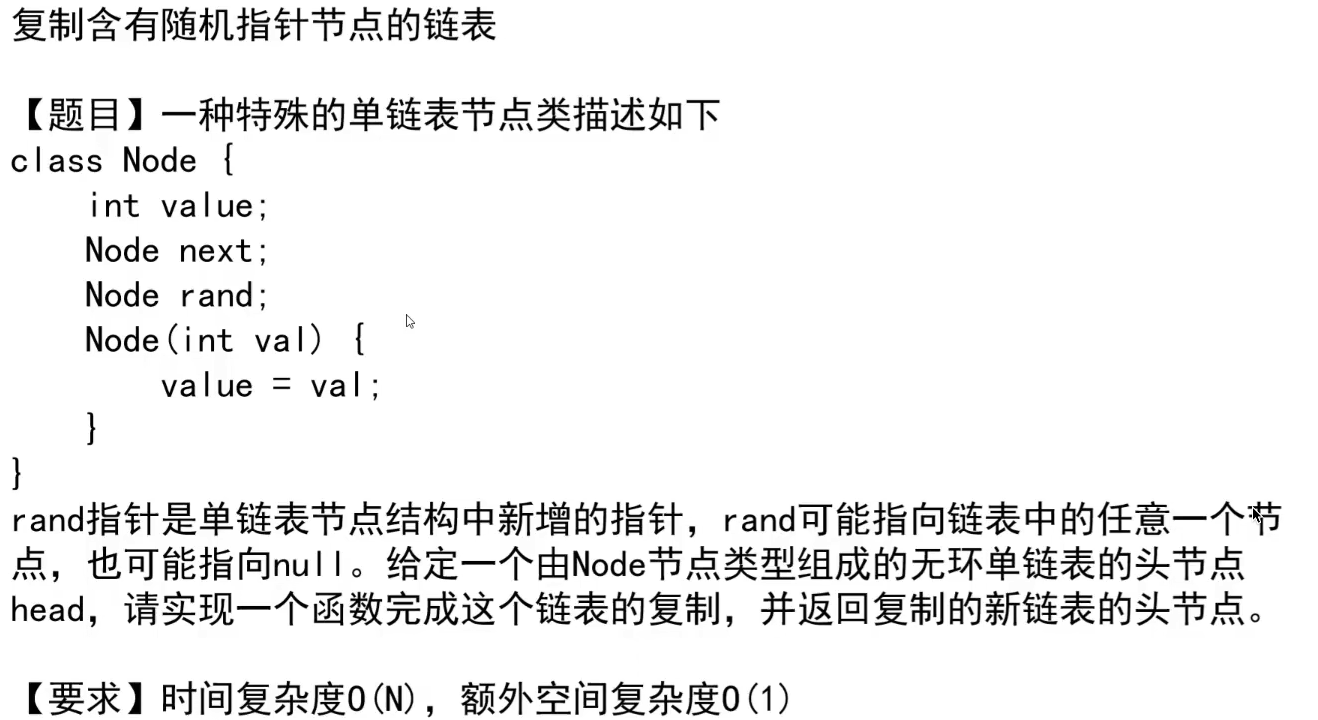 复制含有随机指针节点的链表
【题目】一种特殊的单链表节点类描述如下
class Node {
    int value;
    Node next;
    Node rand;
    Node(int val) {
        value = val;
    }
}
rand指针是单链表节点结构中新增的指针，rand可能指向链表中的任意一个节
点，也可能指向null。给定一个由Node节点类型组成的无环单链表的头节点
head，请实现一个函数完成这个链表的复制，并返回复制的新链表的头节点。
【要求】时间复杂度O(N)，额外空间复杂度O(1)